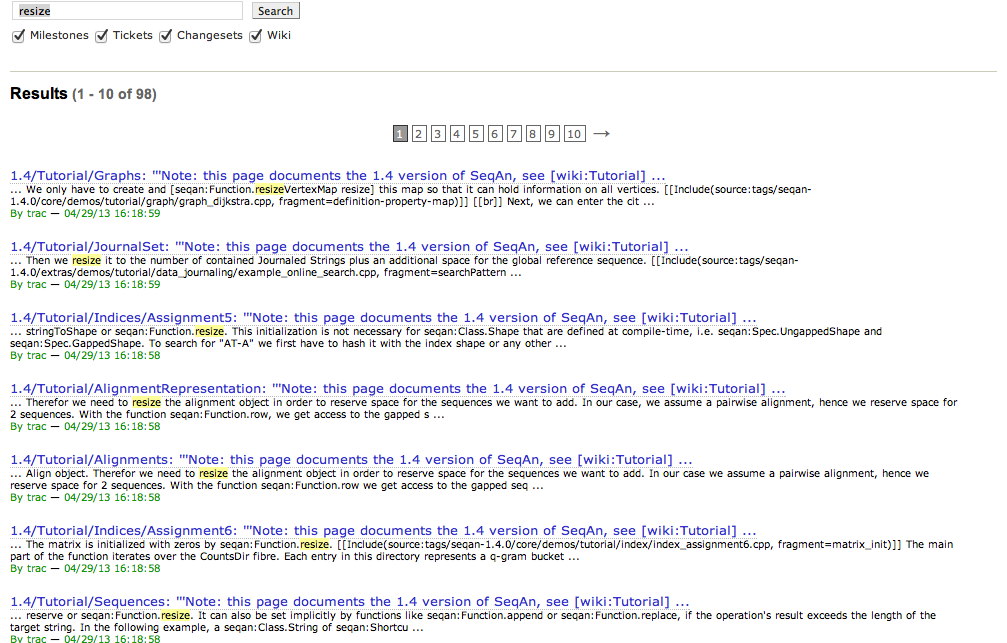 resize Search
Milestones Tickets Changesets Wiki
Results (1 - 10 of 98)
1 2 3 4 5 6 7 8 9 10 →
1.4/Tutorial/Graphs: '''Note: this page documents the 1.4 version of SeqAn, see [wiki:Tutorial] ...
... We only have to create and [seqan:Function.resizeVertexMap resize] this map so that it can hold information on all vertices. [[Include(source:tags/seqan-
1.4.0/core/demos/tutorial/graph/graph_dijkstra.cpp, fragment=definition-property-map)]] [[br]] Next, we can enter the cit ...
By trac — 04/29/13 16:18:59
1.4/Tutorial/JournalSet: '''Note: this page documents the 1.4 version of SeqAn, see [wiki:Tutorial] ...
... Then we resize it to the number of contained Journaled Strings plus an additional space for the global reference sequence. [[Include(source:tags/seqan-
1.4.0/extras/demos/tutorial/data_journaling/example_online_search.cpp, fragment=searchPattern ...
By trac — 04/29/13 16:18:59
1.4/Tutorial/Indices/Assignment5: '''Note: this page documents the 1.4 version of SeqAn, see [wiki:Tutorial] ...
... stringToShape or seqan:Function.resize. This initialization is not necessary for seqan:Class.Shape that are defined at compile-time, i.e. seqan:Spec.UngappedShape and
seqan:Spec.GappedShape. To search for "AT-A" we first have to hash it with the index shape or any other ...
By trac — 04/29/13 16:18:58
1.4/Tutorial/AlignmentRepresentation: '''Note: this page documents the 1.4 version of SeqAn, see [wiki:Tutorial] ...
... Therefor we need to resize the alignment object in order to reserve space for the sequences we want to add. In our case, we assume a pairwise alignment, hence we reserve space for
2 sequences. With the function seqan:Function.row, we get access to the gapped s ...
By trac — 04/29/13 16:18:58
1.4/Tutorial/Alignments: '''Note: this page documents the 1.4 version of SeqAn, see [wiki:Tutorial] ...
... Align object. Therefor we need to resize the alignment object in order to reserve space for the sequences we want to add. In our case we assume a pairwise alignment, hence we
reserve space for 2 sequences. With the function seqan:Function.row we get access to the gapped seq ...
By trac — 04/29/13 16:18:58
1.4/Tutorial/Indices/Assignment6: '''Note: this page documents the 1.4 version of SeqAn, see [wiki:Tutorial] ...
... The matrix is initialized with zeros by seqan:Function.resize. [[Include(source:tags/seqan-1.4.0/core/demos/tutorial/index/index_assignment6.cpp, fragment=matrix_init)]] The main
part of the function iterates over the CountsDir fibre. Each entry in this directory represents a q-gram bucket ...
By trac — 04/29/13 16:18:58
1.4/Tutorial/Sequences: '''Note: this page documents the 1.4 version of SeqAn, see [wiki:Tutorial] ...
... reserve or seqan:Function.resize. It can also be set implicitly by functions like seqan:Function.append or seqan:Function.replace, if the operation's result exceeds the length of the
target string. In the following example, a seqan:Class.String of seqan:Shortcu ...
By trac — 04/29/13 16:18:58